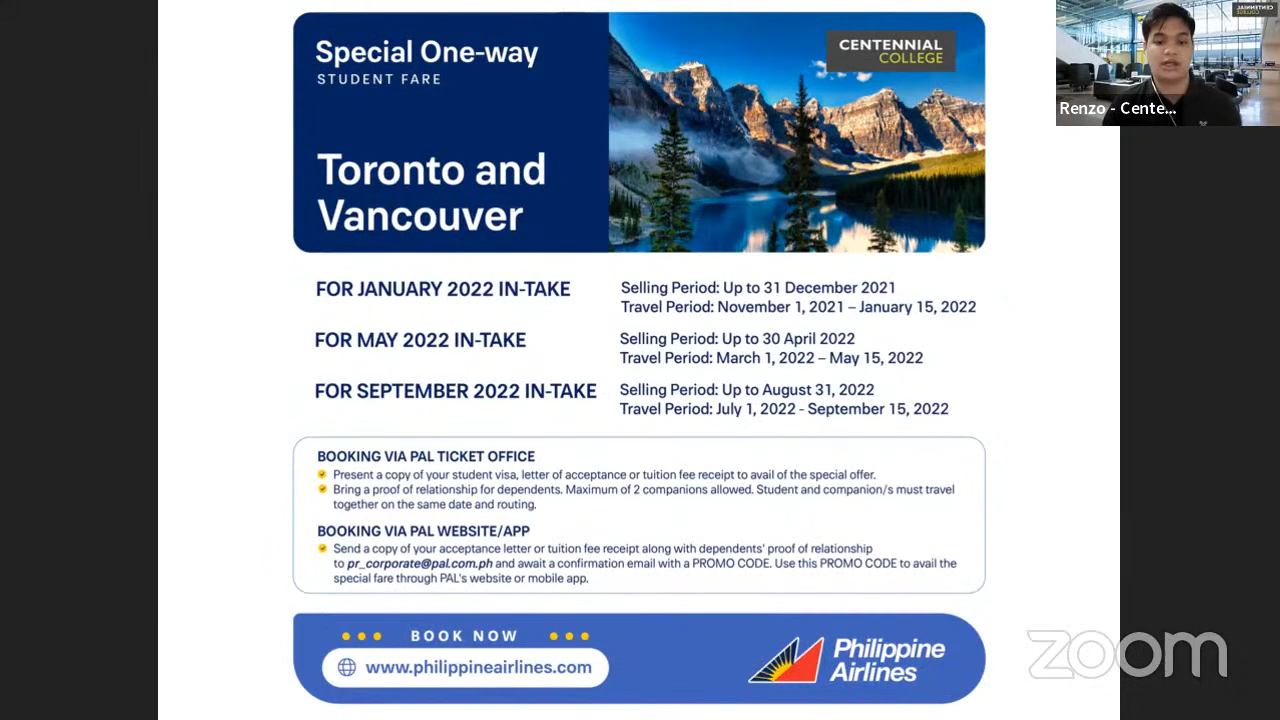 Special One-way
STUDENT FARE
Toronto and
Vancouver
CENTENNIAL
COLLEGE
Renzo - Cente...
FOR JANUARY 2022 IN-TAKE
Selling Period: Up to 31 December 2021
Travel Period: November 1, 2021 – January 15, 2022
FOR MAY 2022 IN-TAKE
Selling Period: Up to 30 April 2022
Travel Period: March 1, 2022 – May 15, 2022
FOR SEPTEMBER 2022 IN-TAKE
Selling Period: Up to August 31, 2022
Travel Period: July 1, 2022 - September 15, 2022
BOOKING VIA PAL TICKET OFFICE
Present a copy of your student visa, letter of acceptance or tuition fee receipt to avail of the special offer.
Bring a proof of relationship for dependents. Maximum of 2 companions allowed. Student and companion/s must travel
together on the same date and routing.
BOOKING VIA PAL WEBSITE/APP
Send a copy of your acceptance letter or tuition fee receipt along with dependents' proof of relationship
to pr_corporate@pal.com.ph and await a confirmation email with a PROMO CODE. Use this PROMO CODE to avail the
special fare through PAL's website or mobile app.
BOOK NOW
www.philippineairlines.com
Philippine
Airlines
zoom
CENTENNIAL
COLLEGE